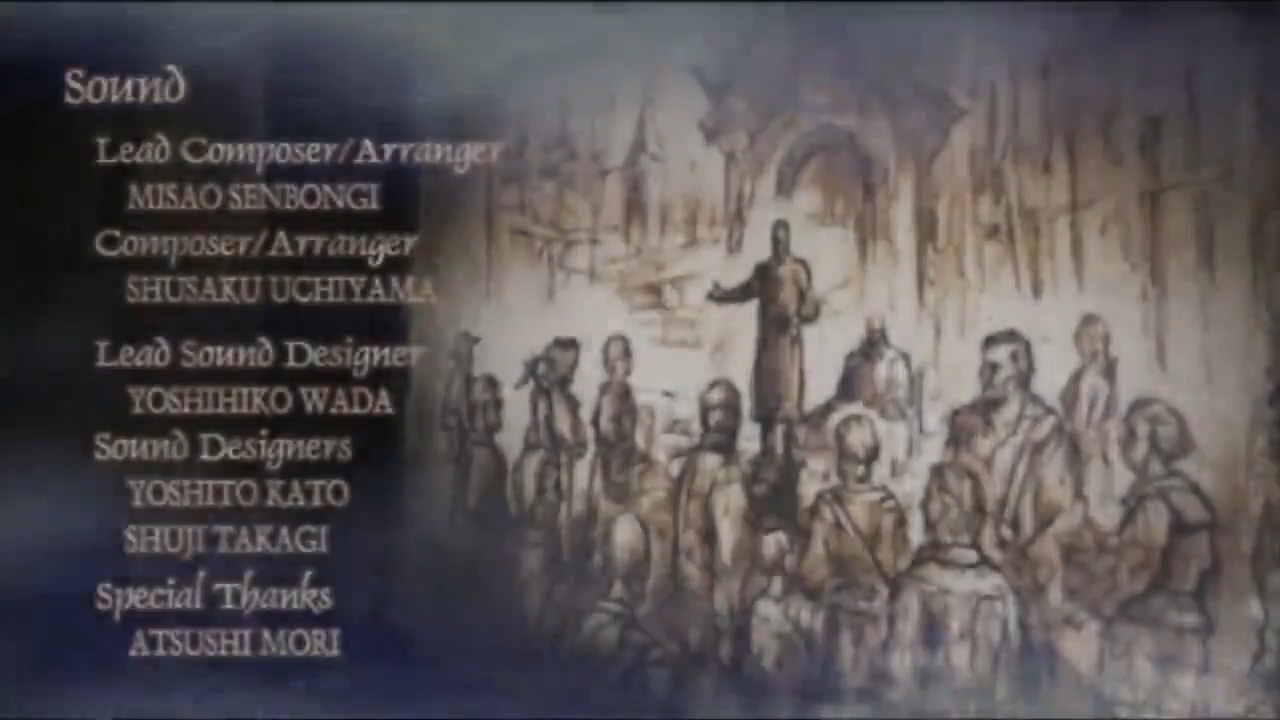 Sound
Lead Composer/Arranger
MISAO SENBONGI
Composer/Arranger
SHUSAKU UCHIYAMA
Lead Sound Designer
YOSHIHIKO WADA
Sound Designers
YOSHITO KATO
SHUJI TAKAGI
Special Thanks
ATSUSHI MORI